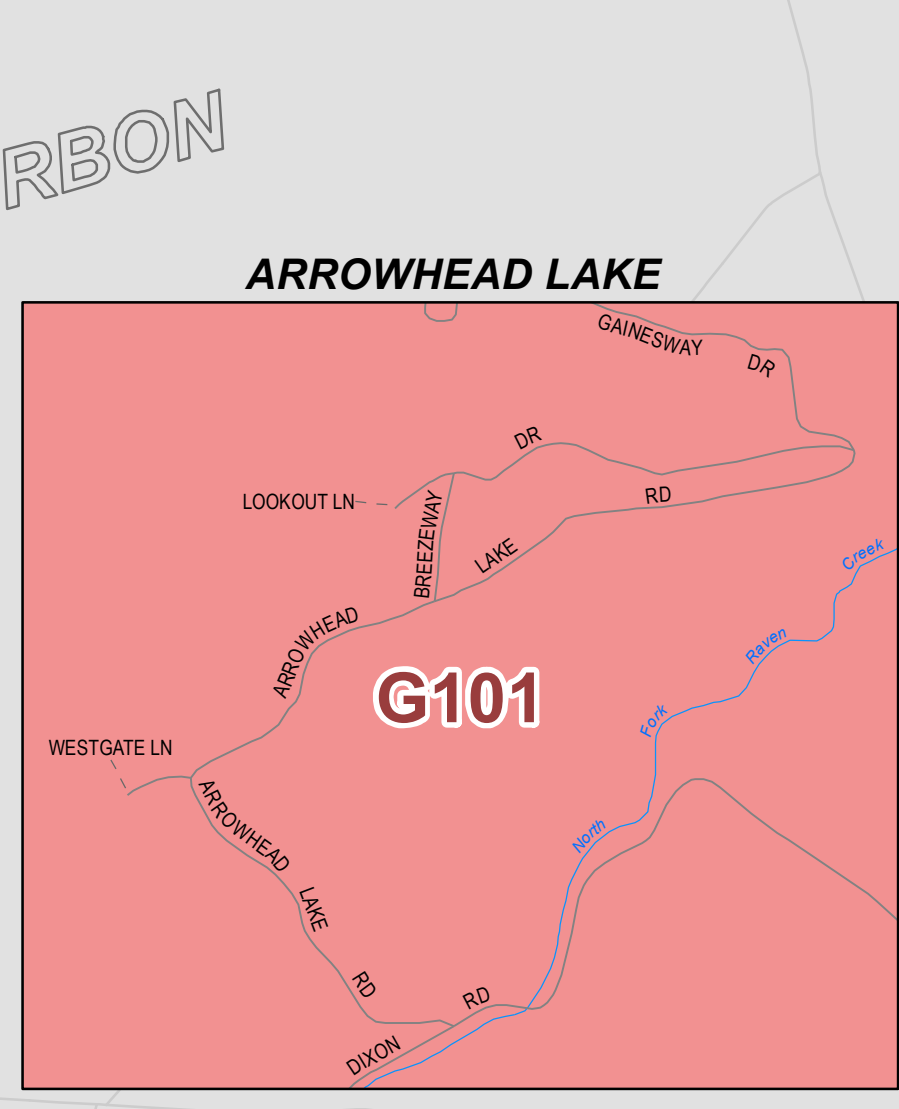 RBON
ARROWHEAD LAKE
GAINESWAY DR
DR
LOOKOUT LN
BREEZEWAY
ARROWHEAD LAKE RD
Creek
Raven
Fork
North
G101
WESTGATE LN
ARROWHEAD LAKE RD
DIXON RD